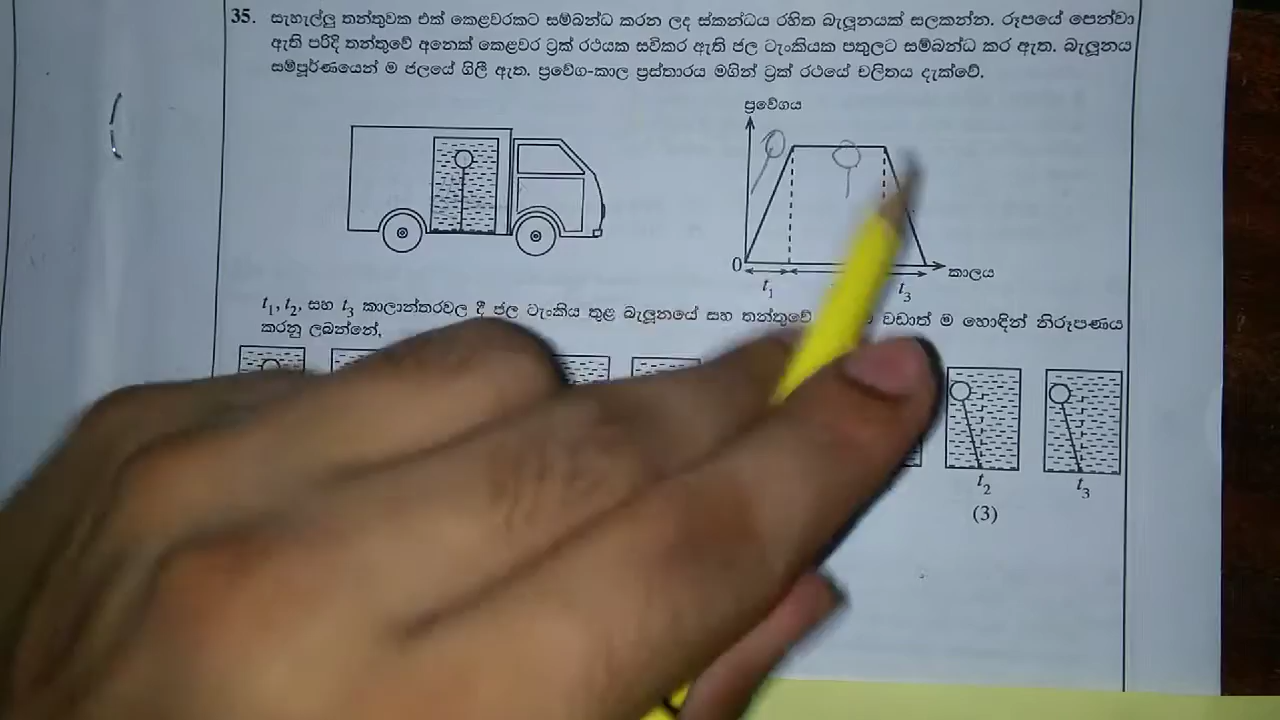 35. සැහැල්ලු තන්තුවක එක් කෙළවරකට සම්බන්ධ කරන ලද ස්කන්ධය රහිත බැලූනයක් සලකන්න. රූපයේ පෙන්වා
ඇති පරිදි තන්තුවේ අනෙක් කෙළවර ට්‍රක් රථයක සවිකර ඇති ජල ටැංකියක පතුලට සම්බන්ධ කර ඇත. බැලූනය
සම්පූර්ණයෙන් ම ජලයේ ගිලී ඇත. ප්‍රවේග-කාල ප්‍රස්තාරය මගින් ට්‍රක් රථයේ චලිතය දැක්වේ.
ප්‍රවේගය
0
කාලය
t₁
t₃
t₁, t₂, සහ t₃ කාලාන්තරවල දී ජල ටැංකිය තුළ බැලූනයේ සහ තන්තුවේ වඩාත් ම හොඳින් නිරූපණය
කරනු ලබන්නේ,
t₂
t₃
(3)